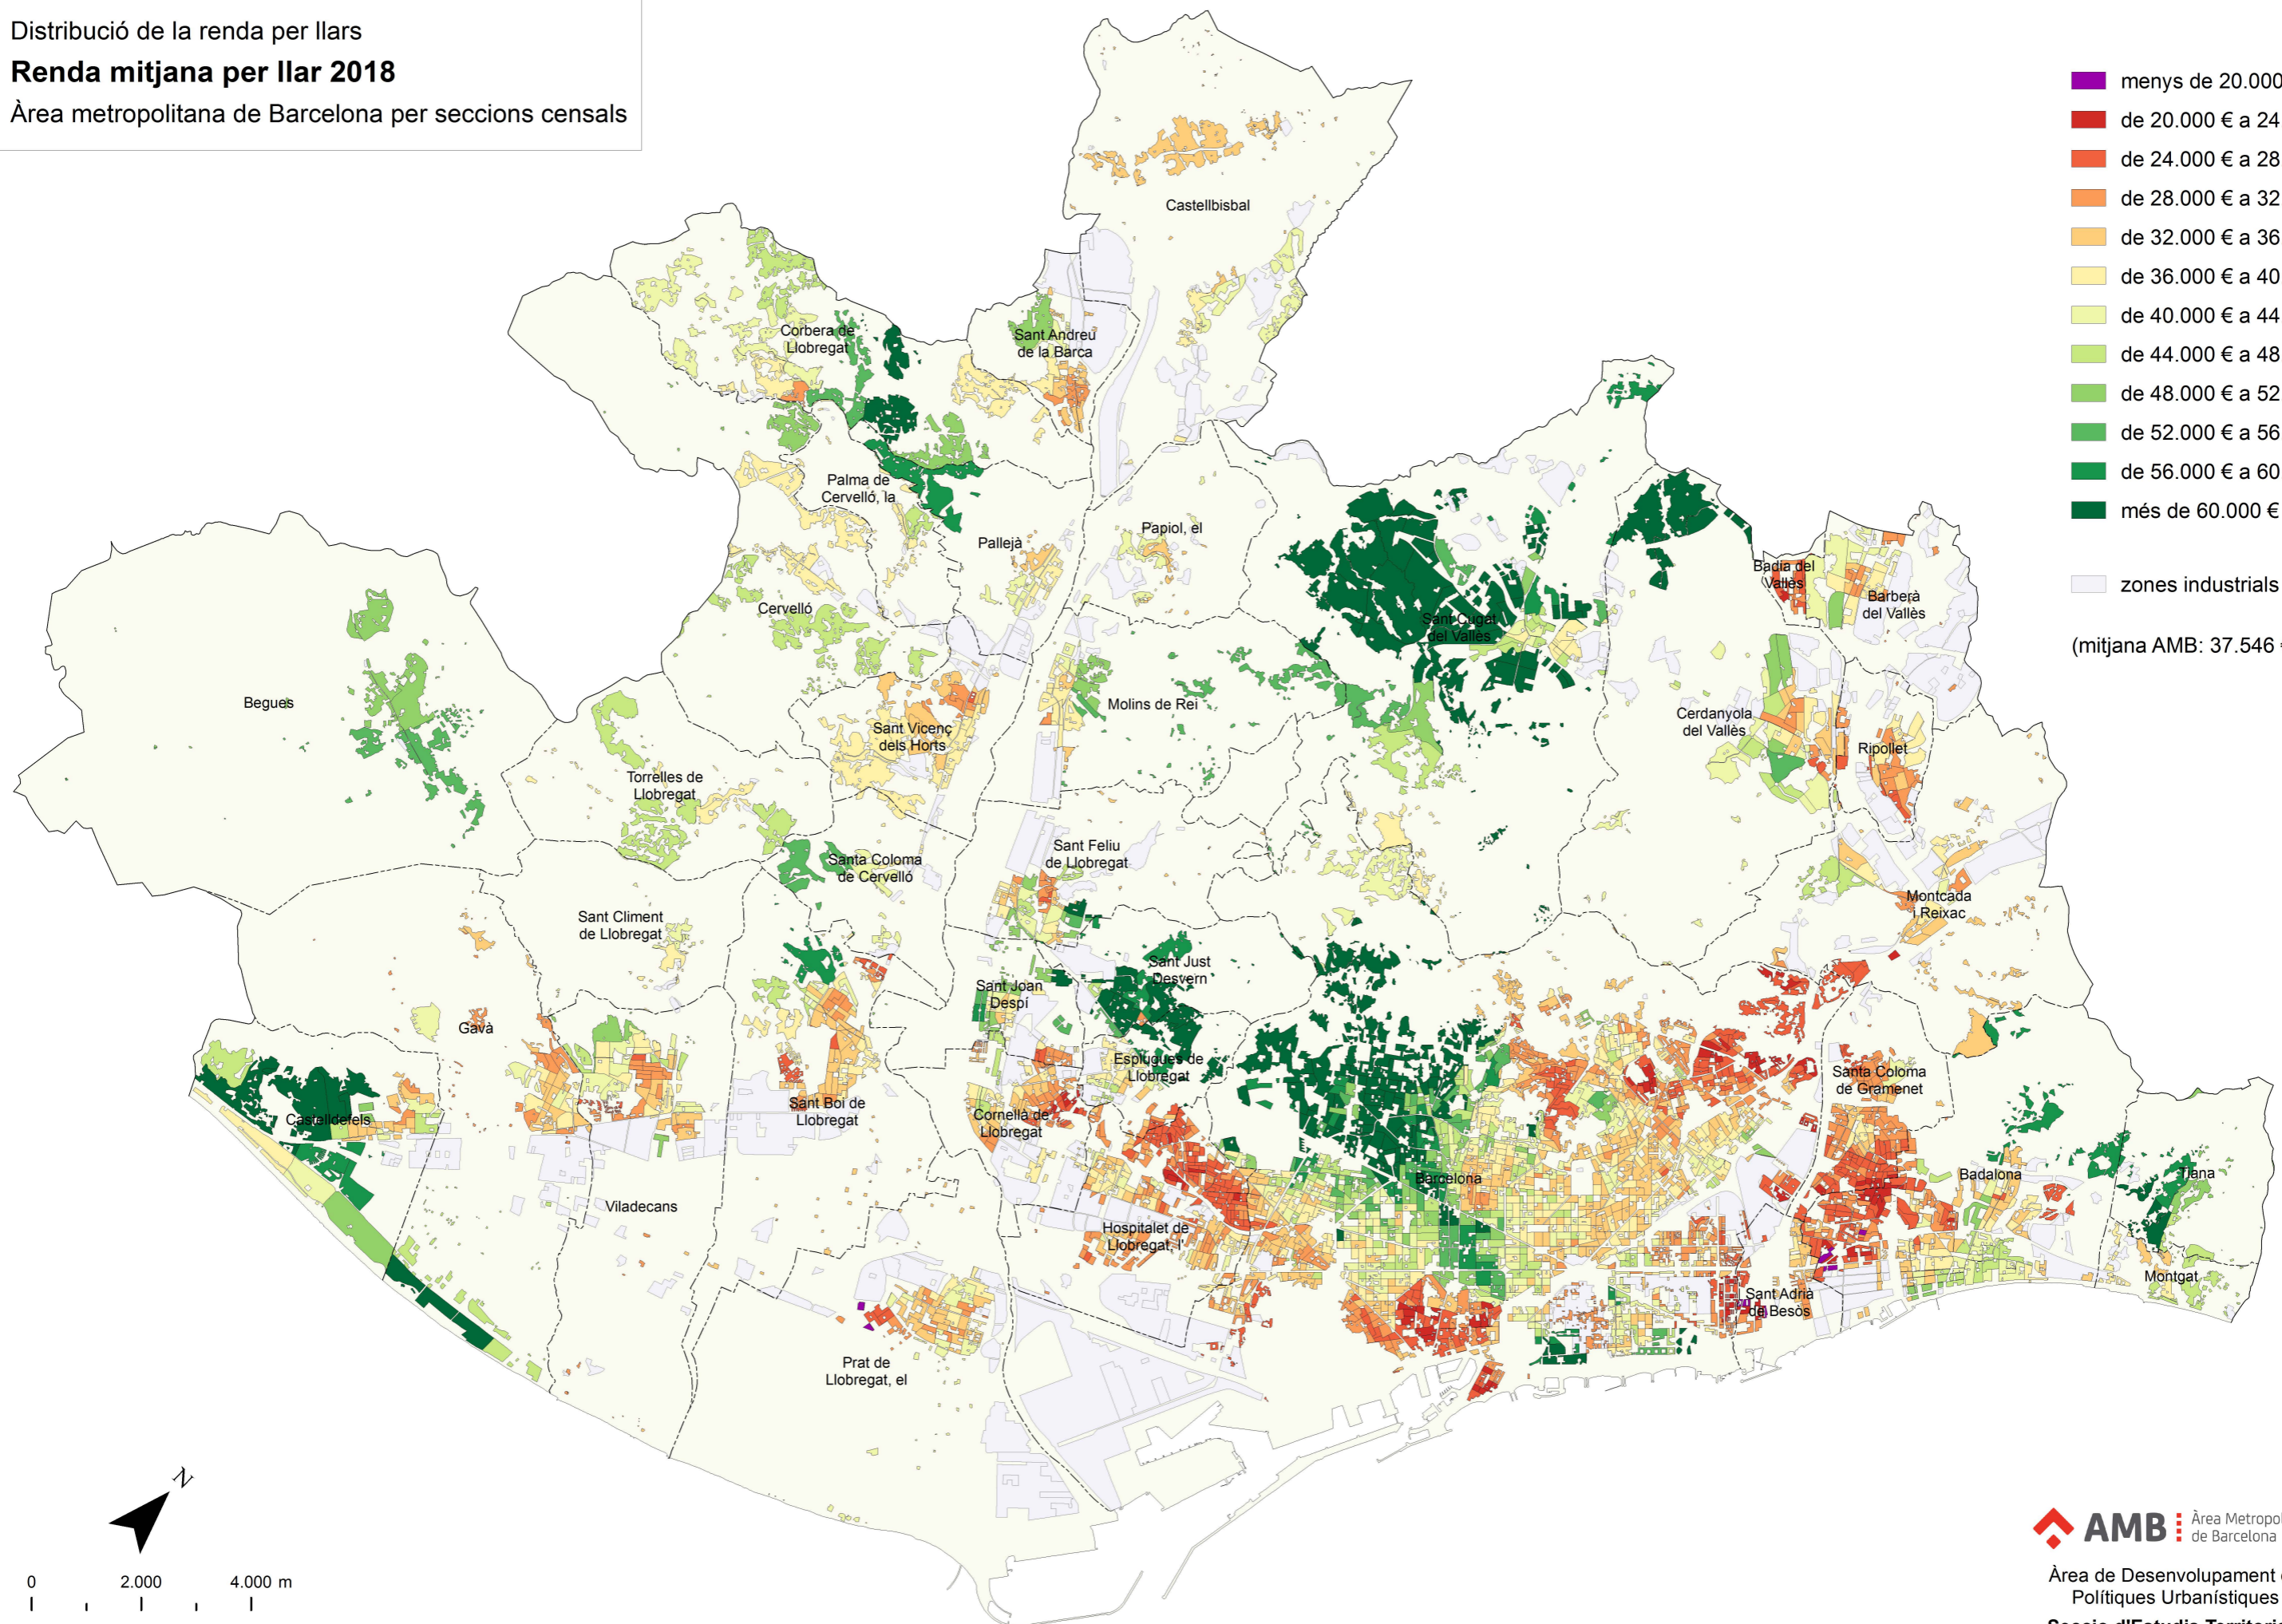 Distribució de la renda per llars
Renda mitjana per llar 2018
Àrea metropolitana de Barcelona per seccions censals
menys de 20.000
de 20.000 € a 24
de 24.000 € a 28
de 28.000 € a 32
de 32.000 € a 36
de 36.000 € a 40
de 40.000 € a 44
de 44.000 € a 48
de 48.000 € a 52
de 52.000 € a 56
de 56.000 € a 60
més de 60.000 €
zones industrials
(mitjana AMB: 37.546
Castellbisbal
Corbera de
Llobregat
Sant Andreu
de la Barca
Palma de
Cervelló, la
Pallejà
Papiol, el
Badia del
Vallès
Barberà
del Vallès
Cervelló
Sant Cugat
del Vallès
Begues
Molins de Rei
Sant Vicenç
dels Horts
Cerdanyola
del Vallès
Ripollet
Torrelles de
Llobregat
Santa Coloma
de Cervelló
Sant Feliu
de Llobregat
Sant Climent
de Llobregat
Montcada
i Reixac
Sant Just
Desvern
Sant Joan
Despí
Gavà
Esplugues de
Llobregat
Santa Coloma
de Gramenet
Castelldefels
Sant Boi de
Llobregat
Cornellà de
Llobregat
Barcelona
Badalona
Tiana
Viladecans
Hospitalet de
Llobregat, l'
Montgat
Sant Adrià
de Besòs
Prat de
Llobregat, el
N
0 2.000 4.000 m
AMB
Àrea Metropol
de Barcelona
Àrea de Desenvolupament
Polítiques Urbanístiques
Servei d'Estudis Territoria